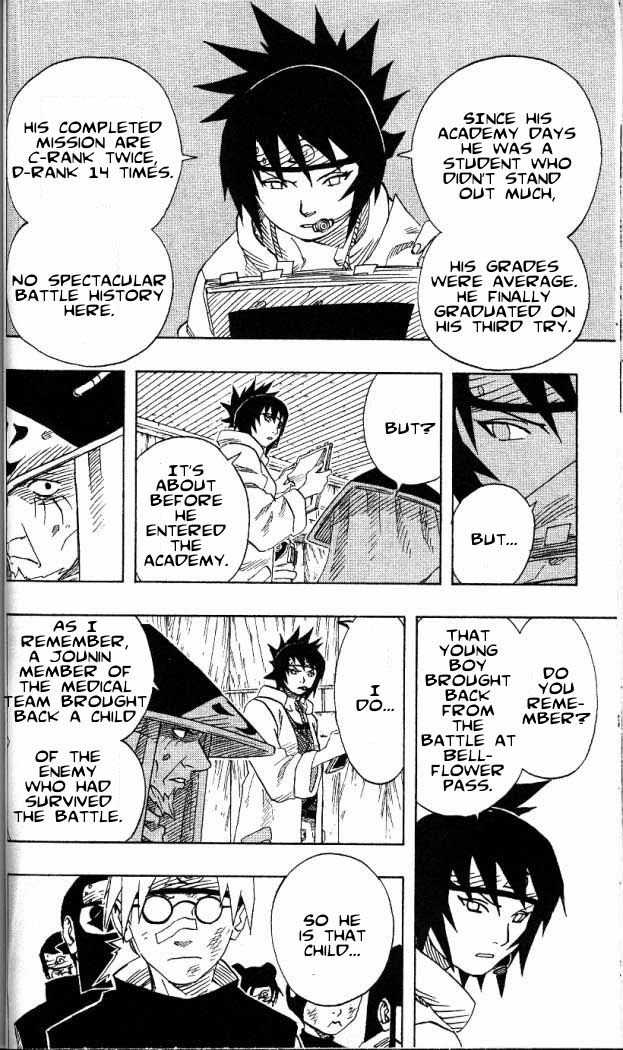 SINCE HIS
ACADEMY DAYS
HE WAS A
STUDENT WHO
DIDN'T STAND
OUT MUCH,
HIS GRADES
WERE AVERAGE.
HE FINALLY
GRADUATED ON
HIS THIRD TRY.
HIS COMPLETED
MISSION ARE
C-RANK TWICE,
D-RANK 14 TIMES.
NO SPECTACULAR
BATTLE HISTORY
HERE.
BUT...
BUT?
IT'S
ABOUT
BEFORE
HE
ENTERED
THE
ACADEMY.
DO
YOU
REME-
MBER?
THAT
YOUNG
BOY
BROUGHT
BACK
FROM
THE
BATTLE AT
BELL-
FLOWER
PASS.
I
DO...
AS I
REMEMBER,
A JOUNIN
MEMBER OF
THE MEDICAL
TEAM BROUGHT
BACK A CHILD
OF THE
ENEMY
WHO HAD
SURVIVED
THE BATTLE.
SO HE
IS THAT
CHILD...